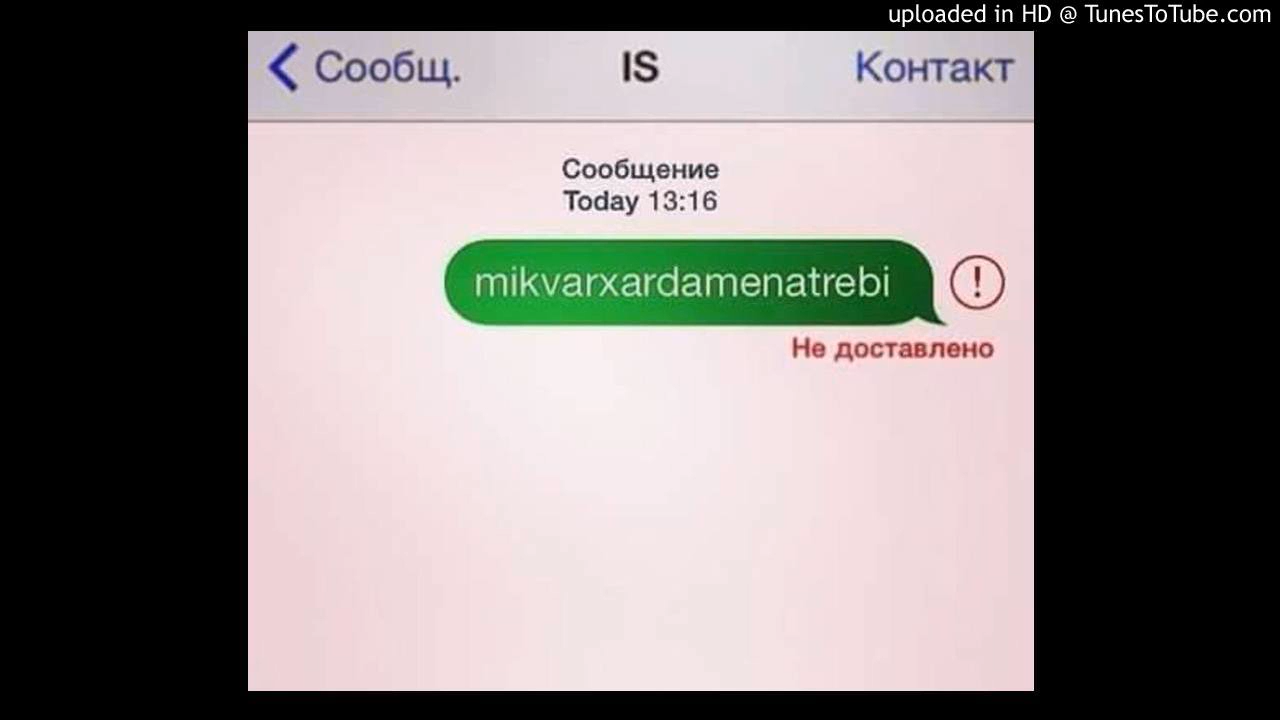 uploaded in HD @ TunesToTube.com
Сообщ. IS Контакт
Сообщение
Today 13:16
mikvarxardamenatrebi !
Не доставлено